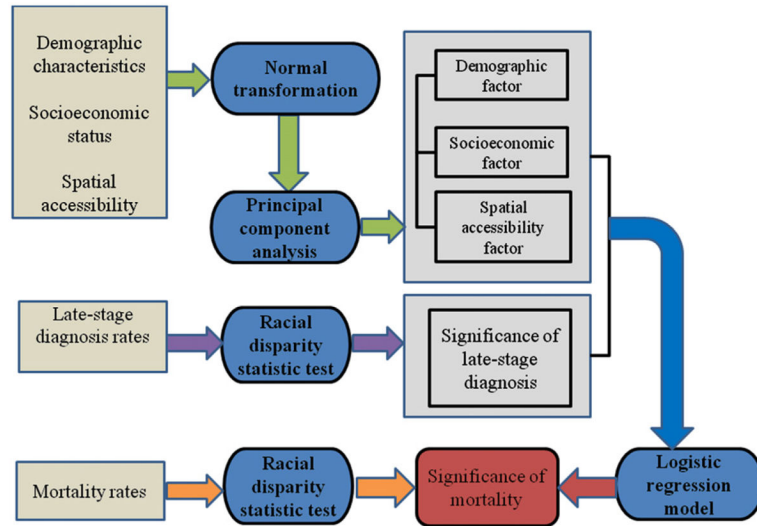 Demographic
characteristics
Socioeconomic
status
Spatial
accessibility
Normal
transformation
Principal
component
analysis
Demographic
factor
Socioeconomic
factor
Spatial
accessibility factor
Late-stage
diagnosis rates
Racial
disparity
statistic test
Significance of
late-stage
diagnosis
Mortality rates
Racial
disparity
statistic test
Significance of
mortality
Logistic
regression
model